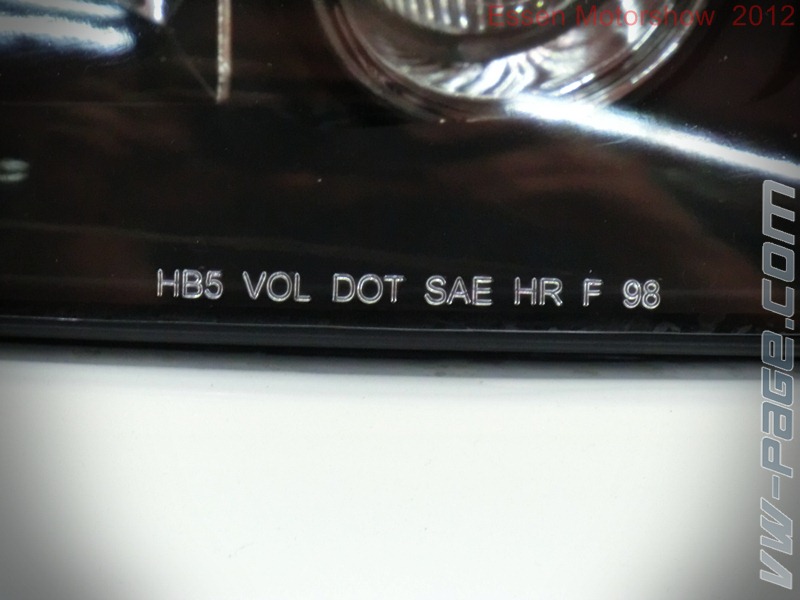 Essen Motorshow 2012
HB5 VOL DOT SAE HR F 98
vw-page.com